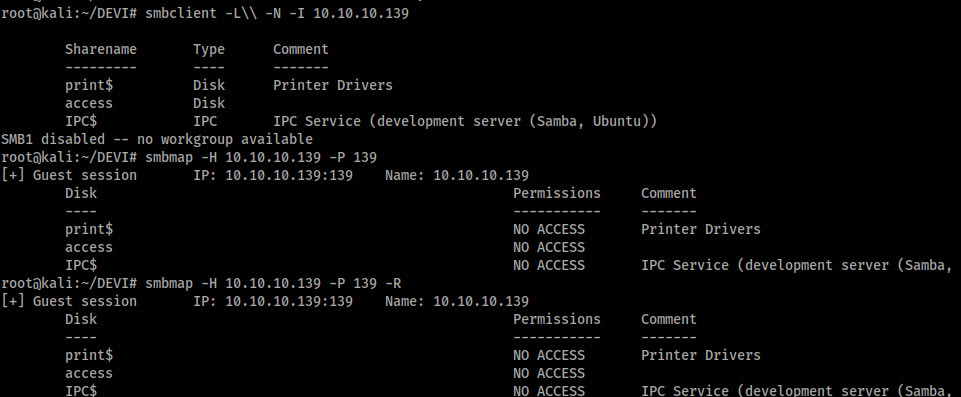 root@kali:~/DEVI# smbclient -L\\ -N -I 10.10.10.139
Sharename Type Comment
--------- ---- -------
print$ Disk Printer Drivers
access Disk
IPC$ IPC IPC Service (development server (Samba, Ubuntu))
SMB1 disabled -- no workgroup available
root@kali:~/DEVI# smbmap -H 10.10.10.139 -P 139
[+] Guest session IP: 10.10.10.139:139 Name: 10.10.10.139
Disk Permissions Comment
---- ----------- -------
print$ NO ACCESS Printer Drivers
access NO ACCESS
IPC$ NO ACCESS IPC Service (development server (Samba,
root@kali:~/DEVI# smbmap -H 10.10.10.139 -P 139 -R
[+] Guest session IP: 10.10.10.139:139 Name: 10.10.10.139
Disk Permissions Comment
---- ----------- -------
print$ NO ACCESS Printer Drivers
access NO ACCESS
IPC$ NO ACCESS IPC Service (development server (Samba,